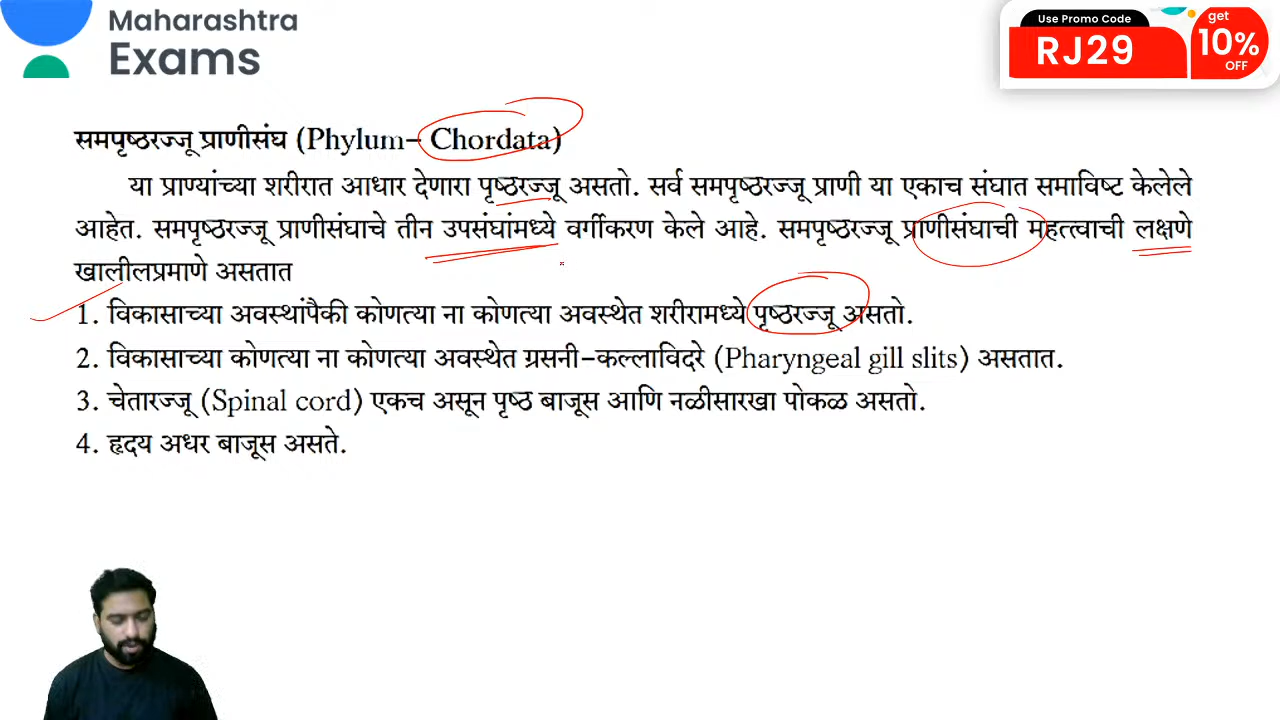 Maharashtra
Exams
Use Promo Code
RJ29
get
10%
OFF
समपृष्ठरज्जू प्राणीसंघ (Phylum- Chordata)
या प्राण्यांच्या शरीरात आधार देणारा पृष्ठरज्जू असतो. सर्व समपृष्ठरज्जू प्राणी या एकाच संघात समाविष्ट केलेले
आहेत. समपृष्ठरज्जू प्राणीसंघाचे तीन उपसंघांमध्ये वर्गीकरण केले आहे. समपृष्ठरज्जू प्राणीसंघाची महत्त्वाची लक्षणे
खालीलप्रमाणे असतात
1. विकासाच्या अवस्थांपैकी कोणत्या ना कोणत्या अवस्थेत शरीरामध्ये पृष्ठरज्जू असतो.
2. विकासाच्या कोणत्या ना कोणत्या अवस्थेत ग्रसनी-कल्लाविदरे (Pharyngeal gill slits) असतात.
3. चेतारज्जू (Spinal cord) एकच असून पृष्ठ बाजूस आणि नळीसारखा पोकळ असतो.
4. हृदय अधर बाजूस असते.